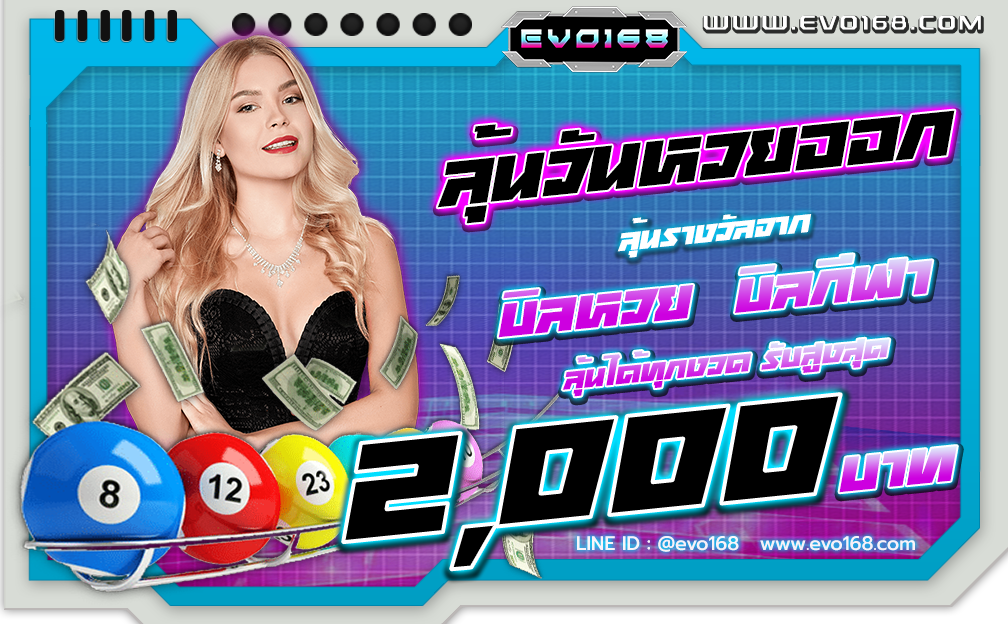 EVO168
WWW.EVO168.COM
ลุ้นวันหวยออก
ลุ้นรางวัลจาก
บิลหวย บิลกีฬา
ลุ้นได้ทุกงวด รับสูงสุด
2,000 บาท
8 12 23
LINE ID : @evo168 www.evo168.com